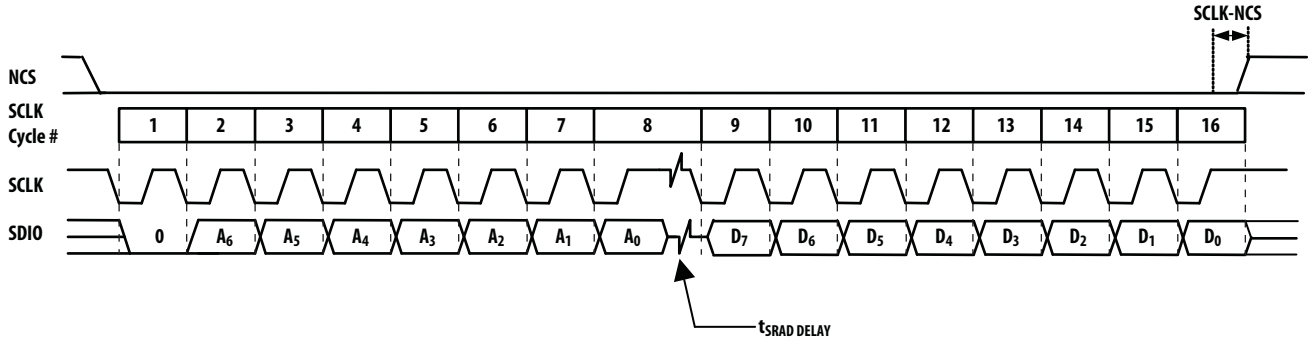 SCLK-NCS
NCS
SCLK
Cycle #
1 2 3 4 5 6 7 8 9 10 11 12 13 14 15 16
SCLK
SDIO
0 A6 A5 A4 A3 A2 A1 A0 D7 D6 D5 D4 D3 D2 D1 D0
tSRAD DELAY